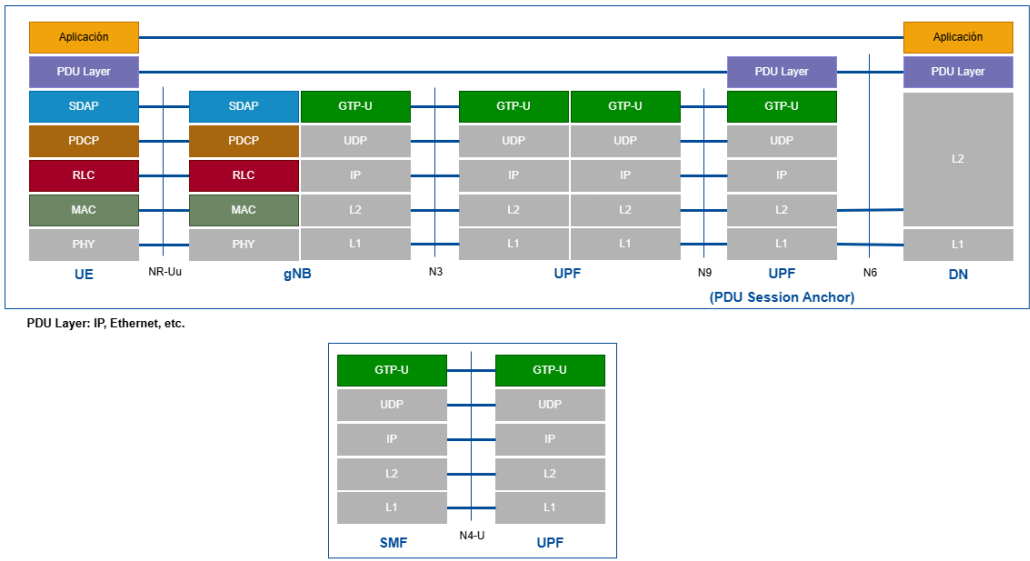 Aplicación Aplicación
PDU Layer PDU Layer PDU Layer
SDAP SDAP GTP-U GTP-U GTP-U GTP-U
PDCP PDCP UDP UDP UDP UDP
L2
RLC RLC IP IP IP IP
MAC MAC L2 L2 L2 L2
PHY PHY L1 L1 L1 L1 L1
UE NR-Uu gNB N3 UPF N9 UPF N6 DN
(PDU Session Anchor)
PDU Layer: IP, Ethernet, etc.
GTP-U GTP-U
UDP UDP
IP IP
L2 L2
L1 L1
SMF N4-U UPF